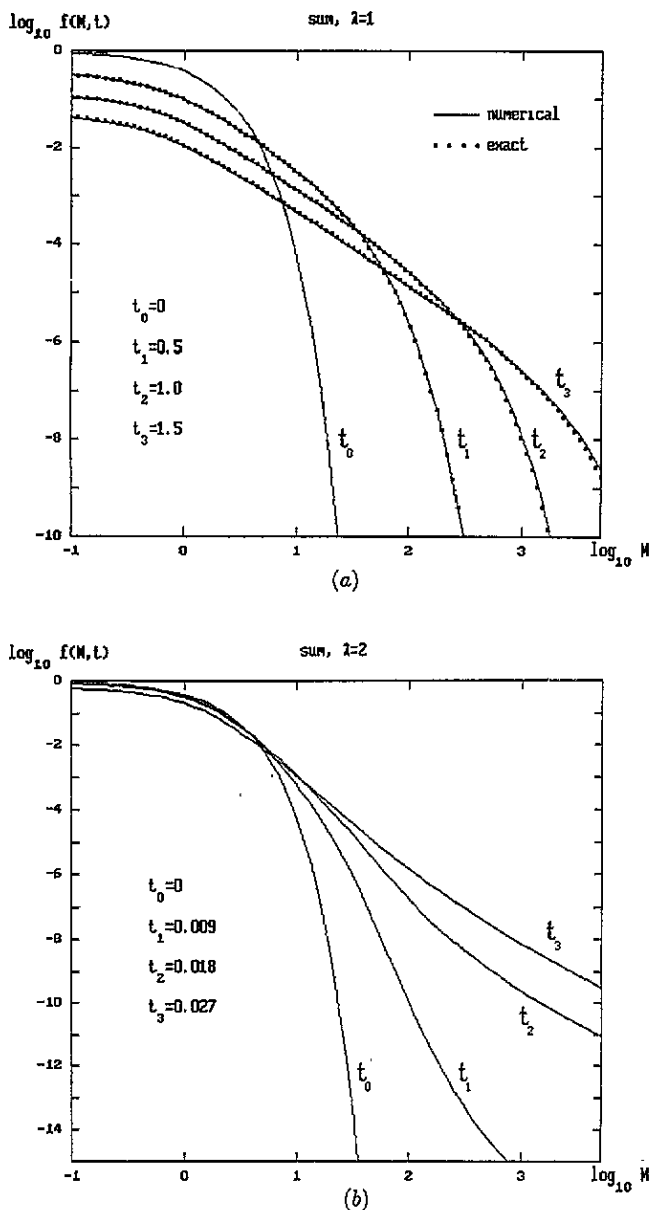 log₁₀ f(M,t) sum, λ=1
0
-2
-4
-6
-8
-10
numerical
exact
t₀=0
t₁=0.5
t₂=1.0
t₃=1.5
t₀
t₁
t₂
t₃
-1 0 1 2 3 log₁₀ M
(a)
log₁₀ f(M,t) sum, λ=2
0
-2
-4
-6
-8
-10
-12
-14
t₀=0
t₁=0.009
t₂=0.018
t₃=0.027
t₀
t₁
t₂
t₃
-1 0 1 2 3 log₁₀ M
(b)